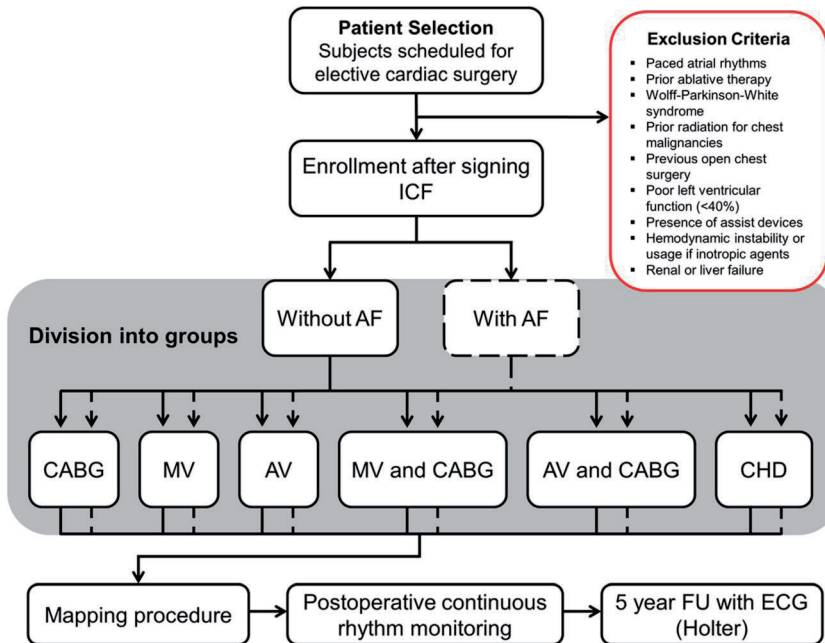 Patient Selection
Subjects scheduled for
elective cardiac surgery
Exclusion Criteria
▪ Paced atrial rhythms
▪ Prior ablative therapy
▪ Wolff-Parkinson-White
syndrome
▪ Prior radiation for chest
malignancies
▪ Previous open chest
surgery
▪ Poor left ventricular
function (<40%)
▪ Presence of assist devices
▪ Hemodynamic instability or
usage if inotropic agents
▪ Renal or liver failure
Enrollment after signing
ICF
Division into groups
Without AF
With AF
CABG
MV
AV
MV and CABG
AV and CABG
CHD
Mapping procedure
Postoperative continuous
rhythm monitoring
5 year FU with ECG
(Holter)